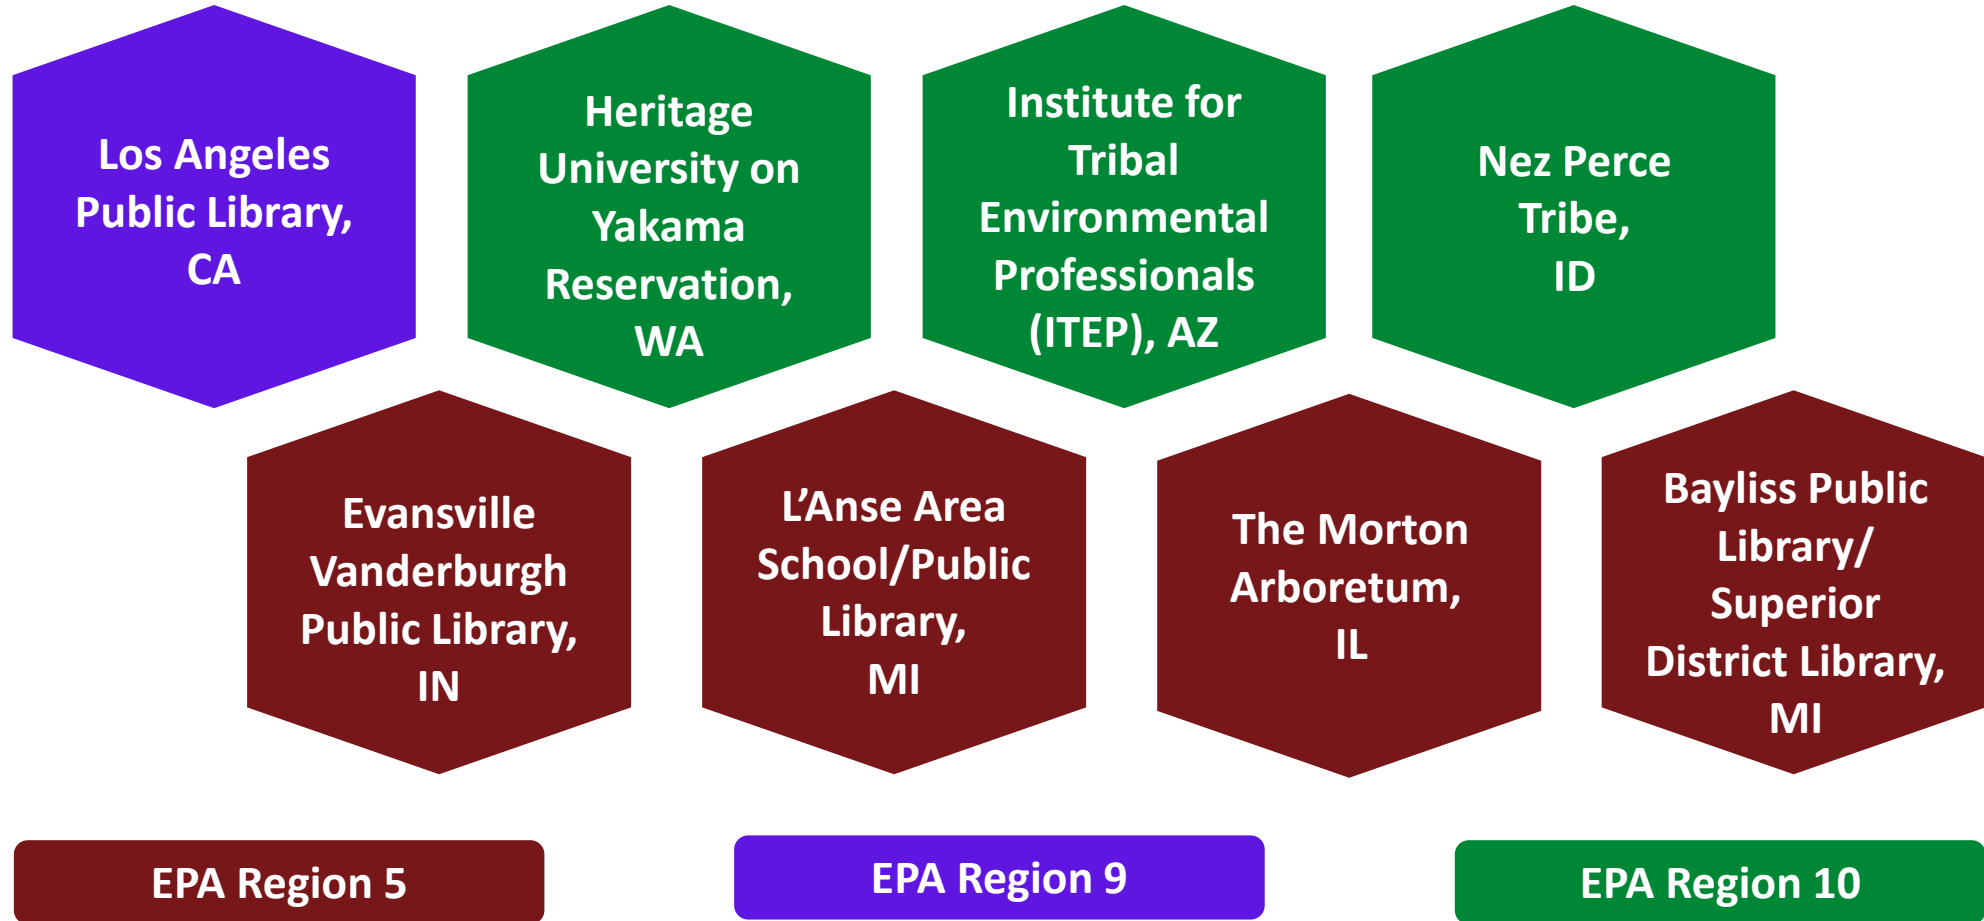 Los Angeles
Public Library,
CA
Heritage
University on
Yakama
Reservation,
WA
Institute for
Tribal
Environmental
Professionals
(ITEP), AZ
Nez Perce
Tribe,
ID
Evansville
Vanderburgh
Public Library,
IN
L’Anse Area
School/Public
Library,
MI
The Morton
Arboretum,
IL
Bayliss Public
Library/
Superior
District Library,
MI
EPA Region 5
EPA Region 9
EPA Region 10